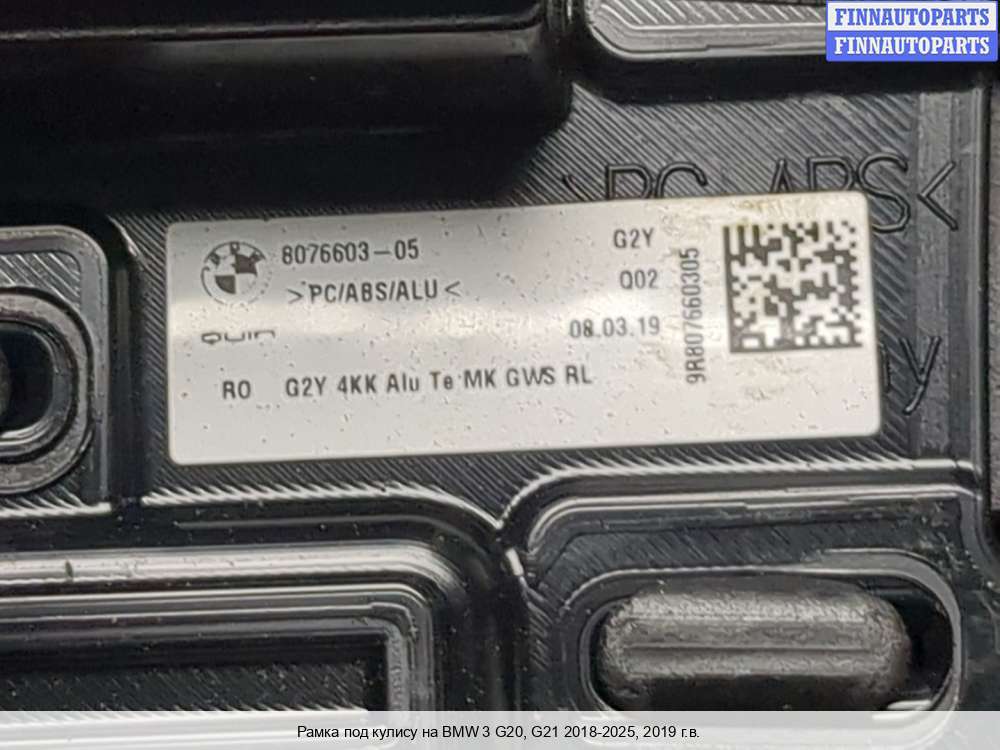 FINNAUTOPARTS
FINNAUTOPARTS
>PC ABS<
8076603-05
G2Y
>PC/ABS/ALU<
Q02
QUIN
08.03.19
9R807660305
RO G2Y 4KK Alu Te MK GWS RL
Рамка под кулису на BMW 3 G20, G21 2018-2025, 2019 г.в.